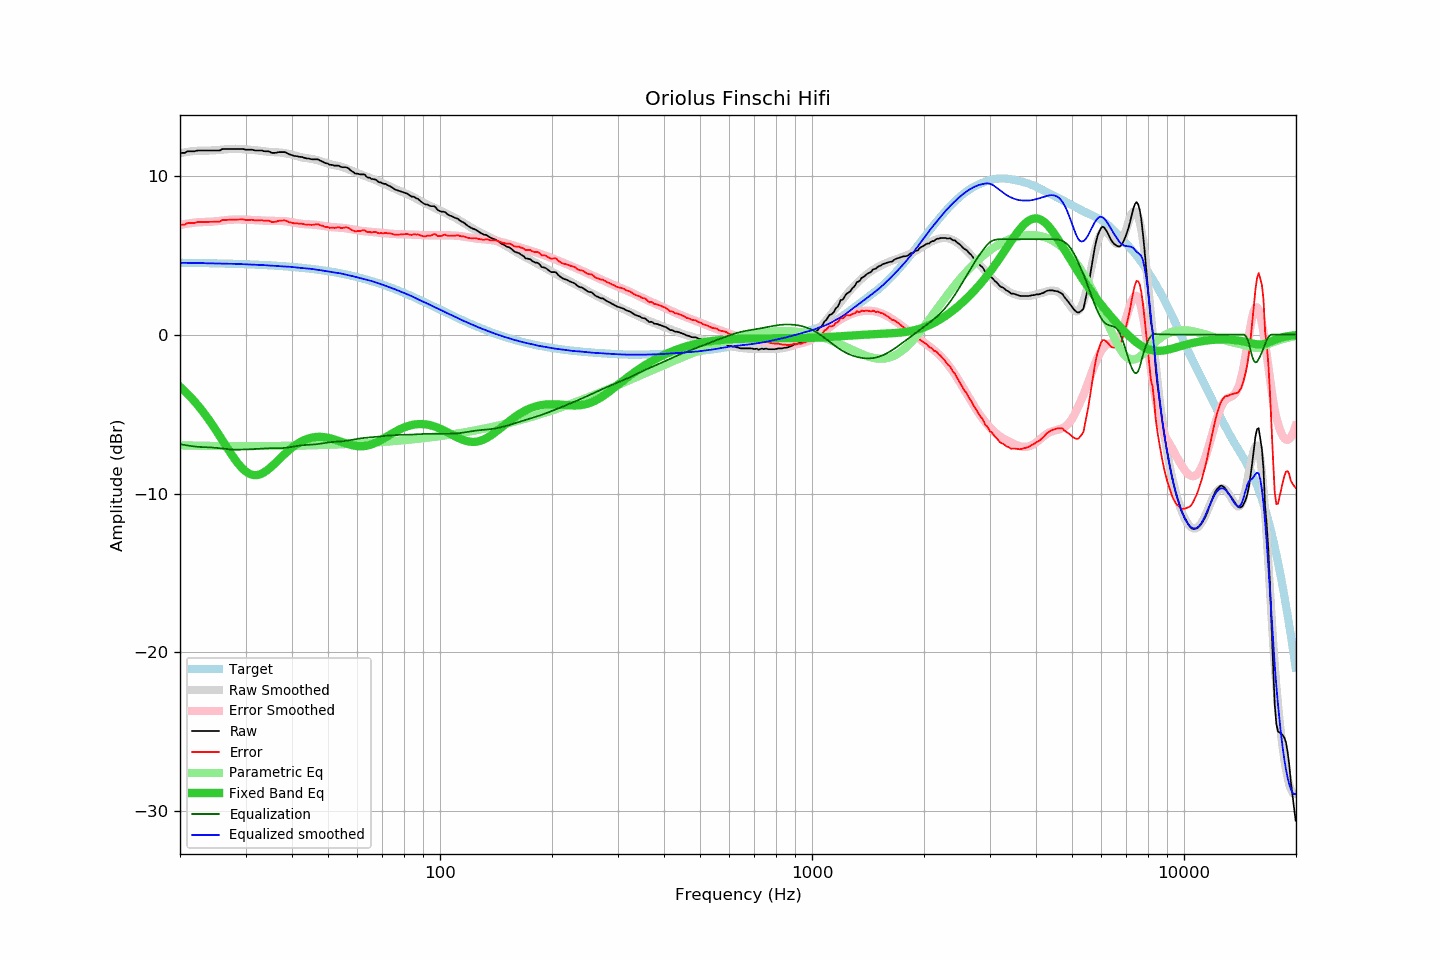 Oriolus Finschi Hifi
Amplitude (dBr)
10
0
−10
−20
−30
Target
Raw Smoothed
Error Smoothed
Raw
Error
Parametric Eq
Fixed Band Eq
Equalization
Equalized smoothed
100
1000
10000
Frequency (Hz)